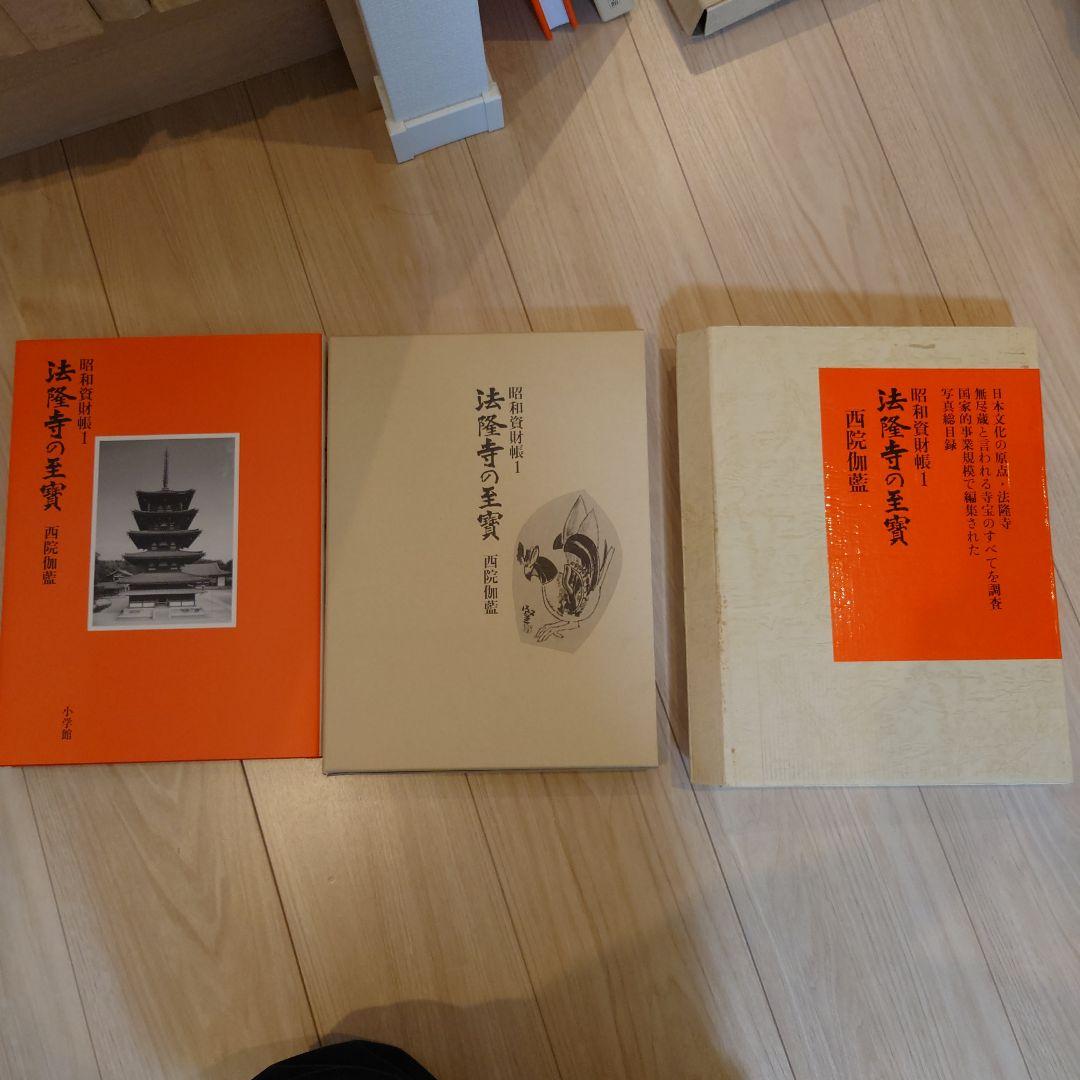 昭和資財帳1
法隆寺の至寳
西院伽藍
小学館
昭和資財帳1
法隆寺の至寳
西院伽藍
日本文化の原点・法隆寺
無尽蔵と言われる寺宝のすべてを調査
国家的事業規模で編集された
写真総目録
昭和資財帳1
法隆寺の至寳
西院伽藍